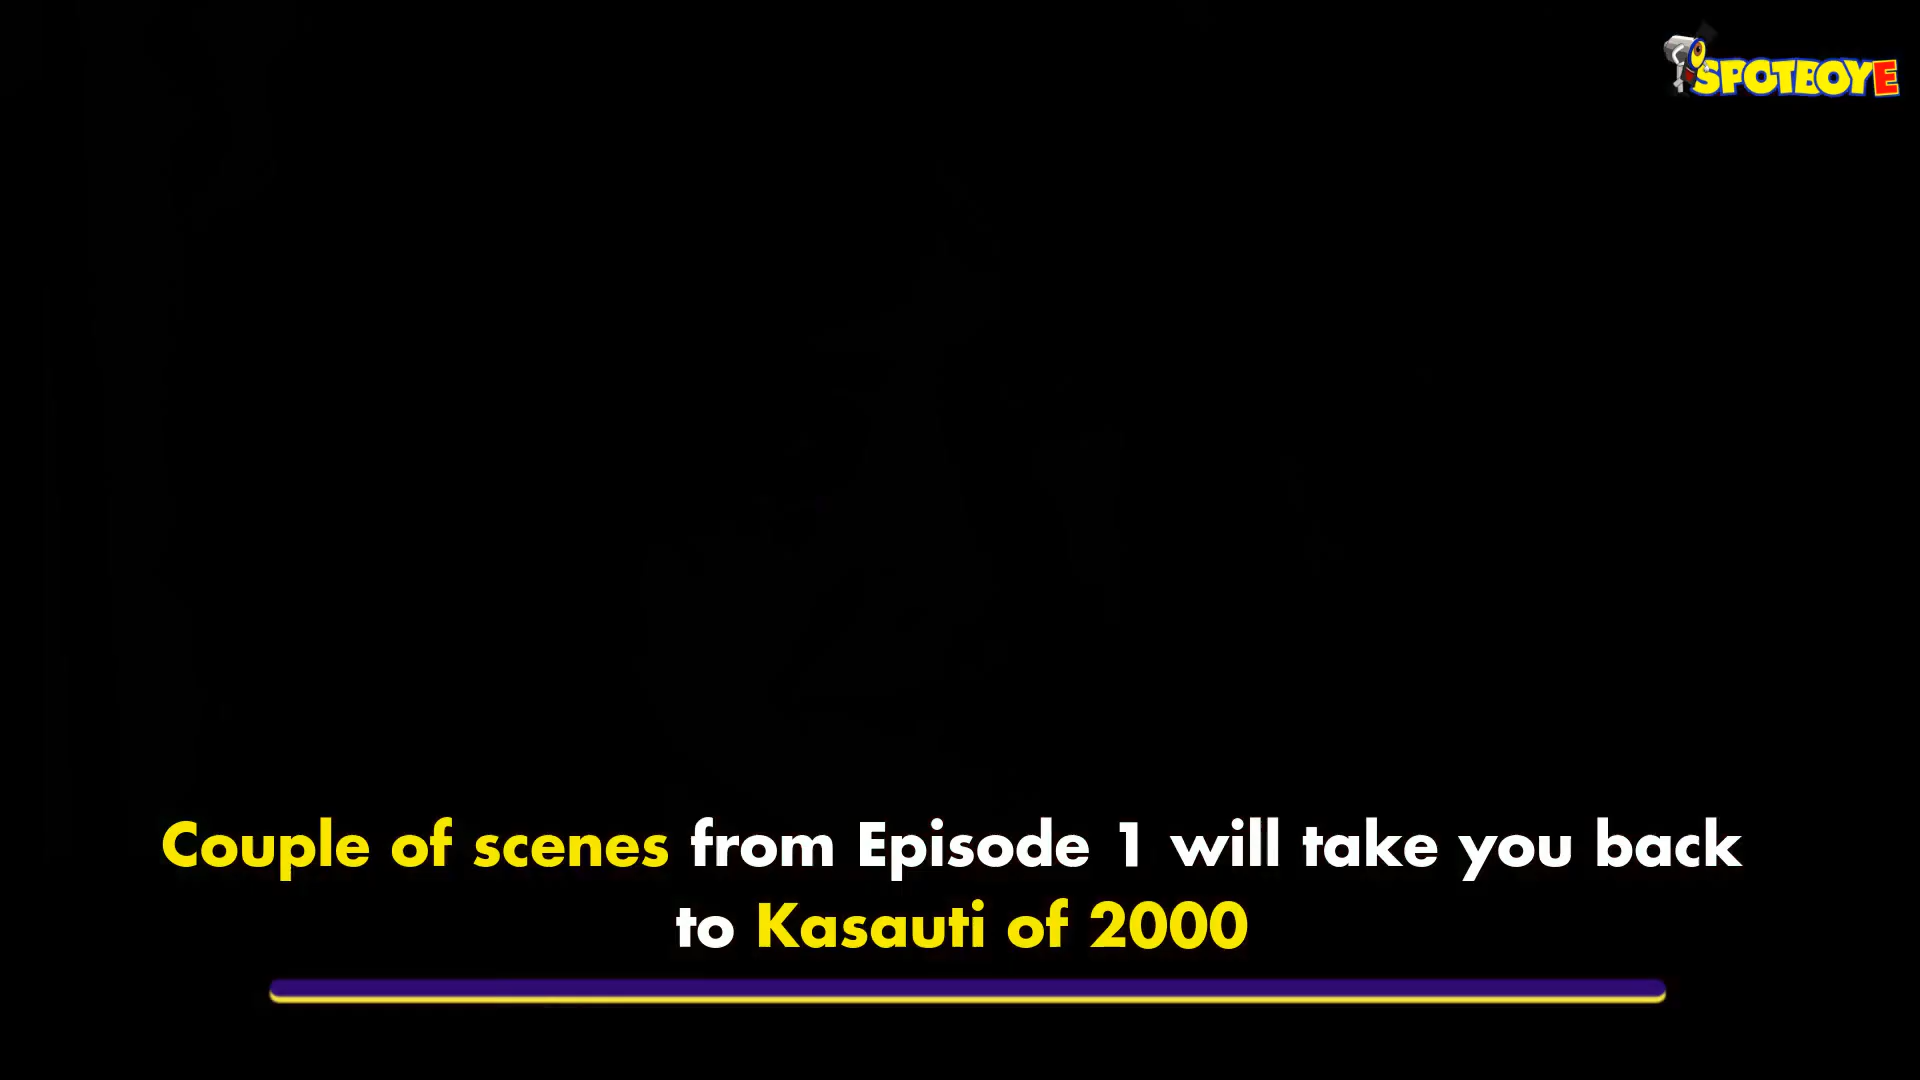 SPOTBOYE
Couple of scenes from Episode 1 will take you back
to Kasauti of 2000